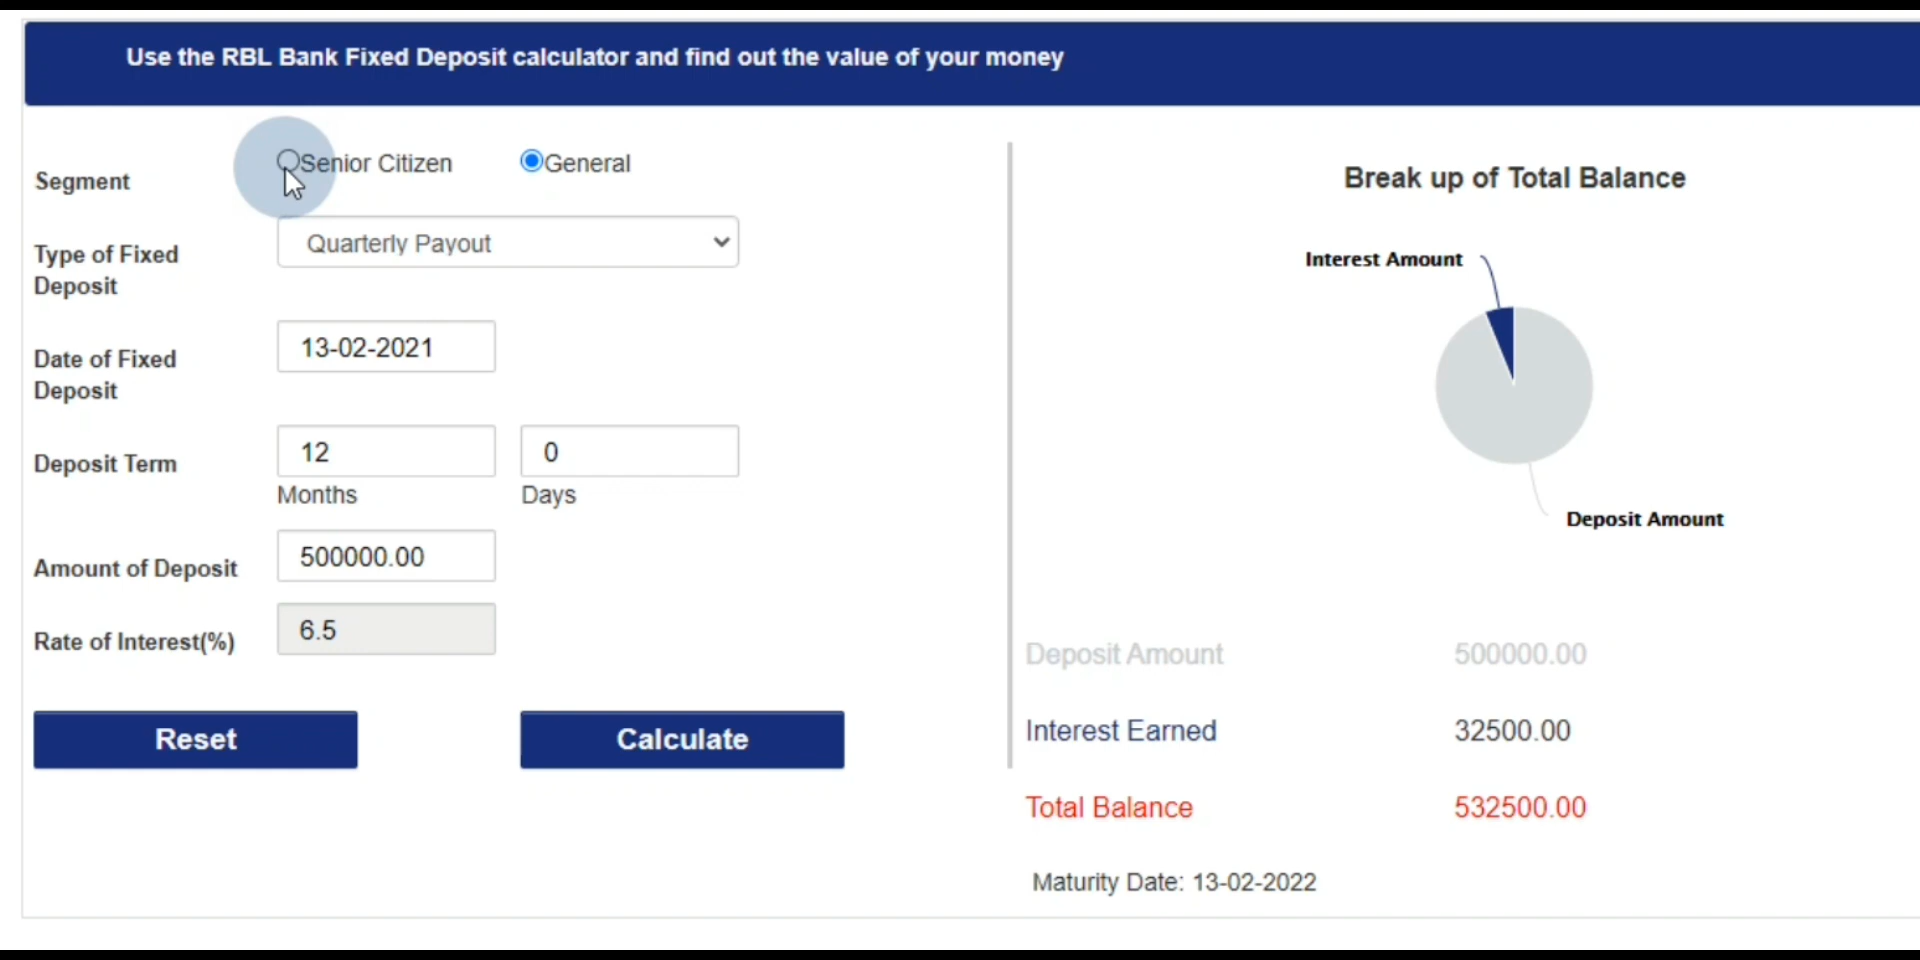 Use the RBL Bank Fixed Deposit calculator and find out the value of your money
Segment
Senior Citizen
General
Type of Fixed
Deposit
Quarterly Payout
Date of Fixed
Deposit
13-02-2021
Deposit Term
12
0
Months
Days
Amount of Deposit
500000.00
Rate of Interest(%)
6.5
Reset
Calculate
Break up of Total Balance
Interest Amount
Deposit Amount
Deposit Amount 500000.00
Interest Earned 32500.00
Total Balance 532500.00
Maturity Date: 13-02-2022